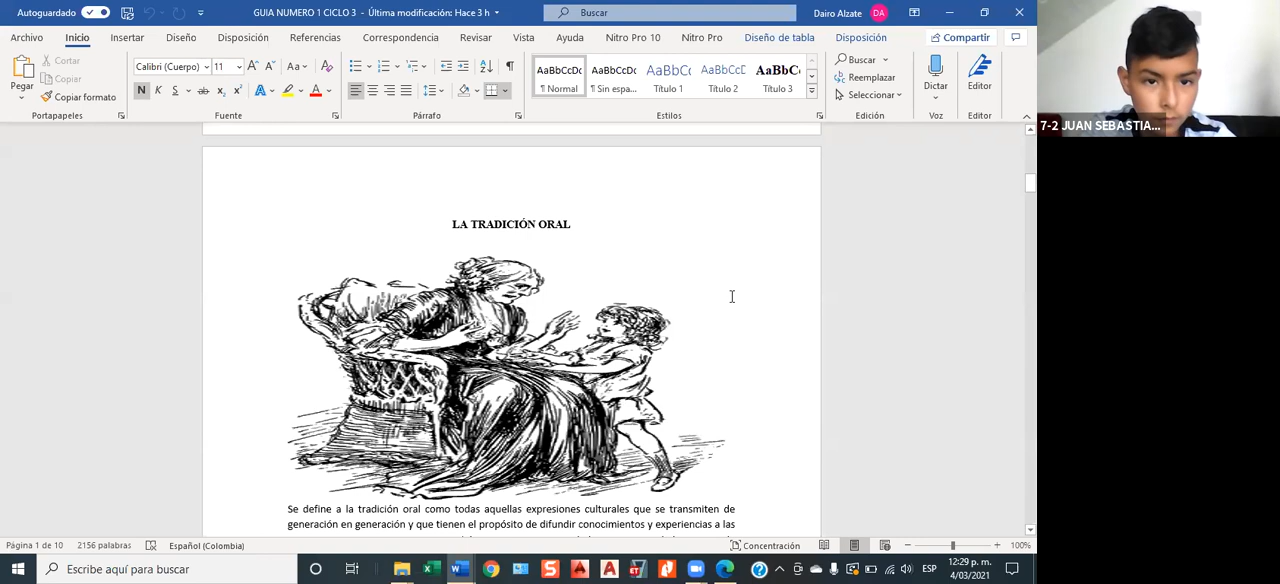 Autoguardado
GUIA NUMERO 1 CICLO 3 - Última modificación: Hace 3 h
Buscar
Dairo Alzate
DA
Archivo Inicio Insertar Diseño Disposición Referencias Correspondencia Revisar Vista Ayuda Nitro Pro 10 Nitro Pro Diseño de tabla Disposición Compartir
Pegar
Cortar
Copiar
Copiar formato
Portapapeles
Calibri (Cuerpo) 11
Fuente
Párrafo
AaBbCcDc AaBbCcDc AaBbCc AaBbCcD AaBbC
¶ Normal ¶ Sin espa... Título 1 Título 2 Título 3
Estilos
Buscar
Reemplazar
Seleccionar
Edición
Dictar
Voz
Editor
Editor
7-2 JUAN SEBASTIA...
LA TRADICIÓN ORAL
Se define a la tradición oral como todas aquellas expresiones culturales que se transmiten de
generación en generación y que tienen el propósito de difundir conocimientos y experiencias a las
Página 1 de 10 2156 palabras Español (Colombia) Concentración 100%
Escribe aquí para buscar
ESP
12:29 p. m.
4/03/2021